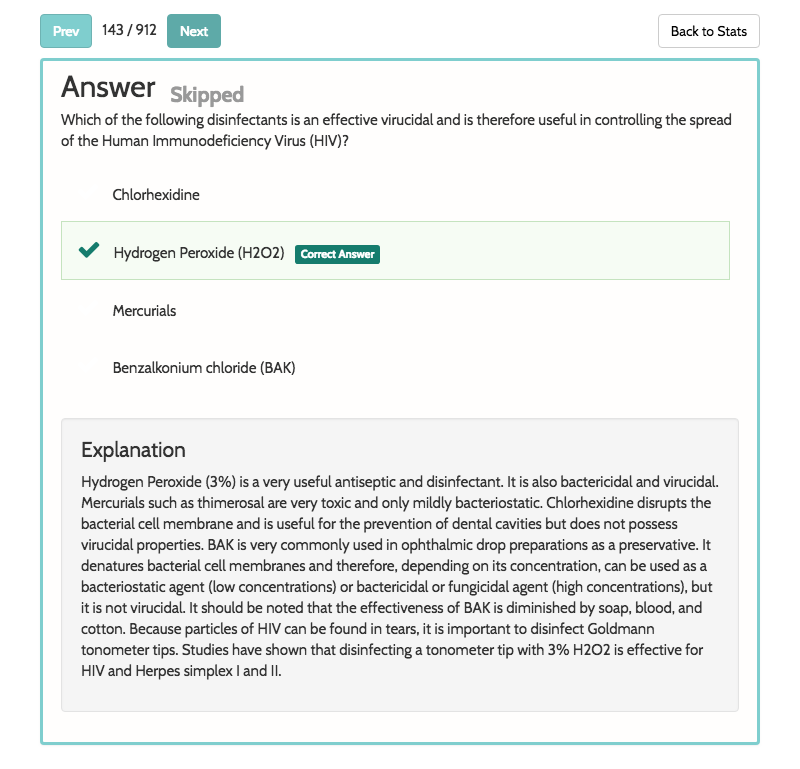 Prev 143 / 912 Next Back to Stats
Answer Skipped
Which of the following disinfectants is an effective virucidal and is therefore useful in controlling the spread
of the Human Immunodeficiency Virus (HIV)?
Chlorhexidine
Hydrogen Peroxide (H2O2) Correct Answer
Mercurials
Benzalkonium chloride (BAK)
Explanation
Hydrogen Peroxide (3%) is a very useful antiseptic and disinfectant. It is also bactericidal and virucidal.
Mercurials such as thimerosal are very toxic and only mildly bacteriostatic. Chlorhexidine disrupts the
bacterial cell membrane and is useful for the prevention of dental cavities but does not possess
virucidal properties. BAK is very commonly used in ophthalmic drop preparations as a preservative. It
denatures bacterial cell membranes and therefore, depending on its concentration, can be used as a
bacteriostatic agent (low concentrations) or bactericidal or fungicidal agent (high concentrations), but
it is not virucidal. It should be noted that the effectiveness of BAK is diminished by soap, blood, and
cotton. Because particles of HIV can be found in tears, it is important to disinfect Goldmann
tonometer tips. Studies have shown that disinfecting a tonometer tip with 3% H2O2 is effective for
HIV and Herpes simplex I and II.